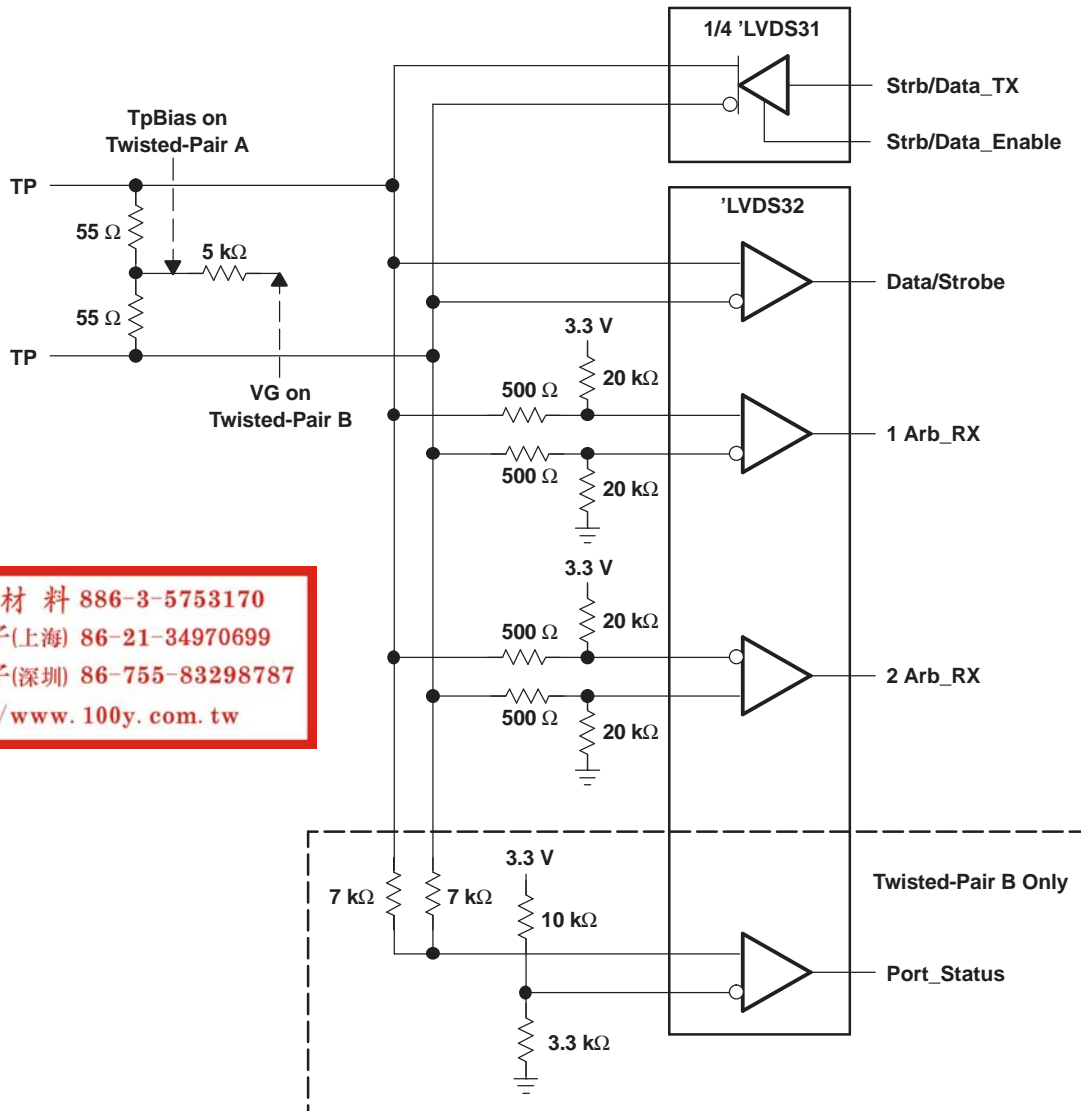 1/4 ’LVDS31
Strb/Data_TX
Strb/Data_Enable
TpBias on
Twisted-Pair A
TP
55 Ω
5 kΩ
55 Ω
TP
VG on
Twisted-Pair B
’LVDS32
Data/Strobe
3.3 V
500 Ω
20 kΩ
1 Arb_RX
500 Ω
20 kΩ
3.3 V
500 Ω
20 kΩ
2 Arb_RX
500 Ω
20 kΩ
材 料 886-3-5753170
(上海) 86-21-34970699
(深圳) 86-755-83298787
/www. 100y. com. tw
Twisted-Pair B Only
3.3 V
7 kΩ
7 kΩ
10 kΩ
Port_Status
3.3 kΩ